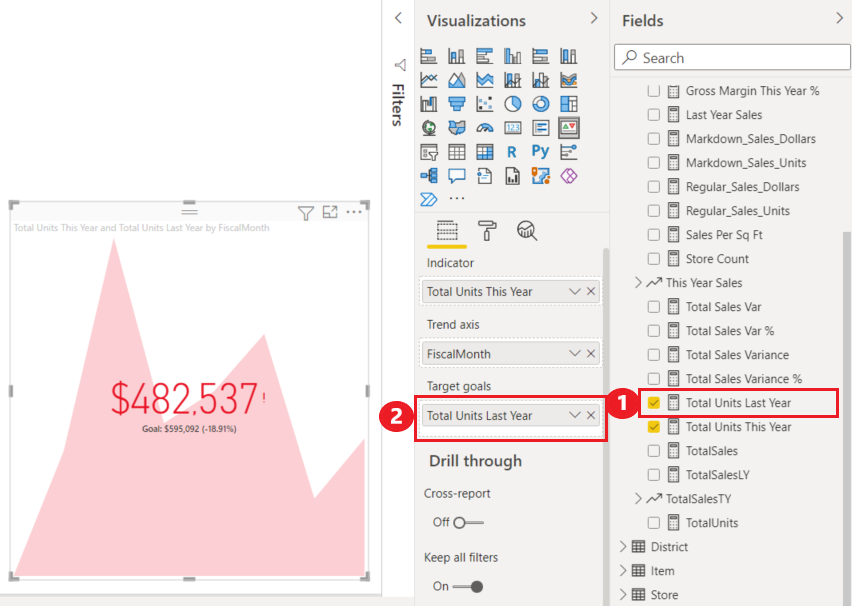 Total Units This Year and Total Units Last Year by FiscalMonth
$482,537!
Goal: $595,092 (-18.91%)
Filters
Visualizations
123
R
Py
Indicator
Total Units This Year
Trend axis
FiscalMonth
Target goals
2
Total Units Last Year
Drill through
Cross-report
Off
Keep all filters
On
Fields
Search
Gross Margin This Year %
Last Year Sales
Markdown_Sales_Dollars
Markdown_Sales_Units
Regular_Sales_Dollars
Regular_Sales_Units
Sales Per Sq Ft
Store Count
This Year Sales
Total Sales Var
Total Sales Var %
Total Sales Variance
Total Sales Variance %
1
Total Units Last Year
Total Units This Year
TotalSales
TotalSalesLY
TotalSalesTY
TotalUnits
District
Item
Store